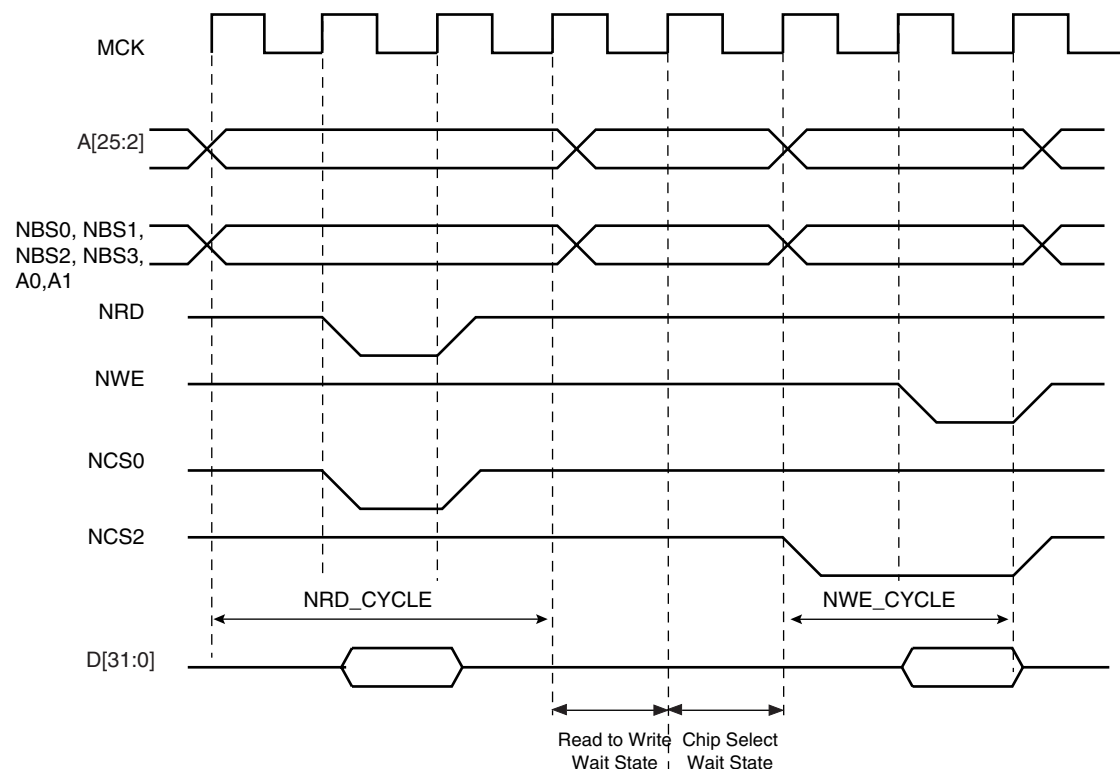 MCK
A[25:2]
NBS0, NBS1,
NBS2, NBS3,
A0,A1
NRD
NWE
NCS0
NCS2
NRD_CYCLE
NWE_CYCLE
D[31:0]
Read to Write
Wait State
Chip Select
Wait State